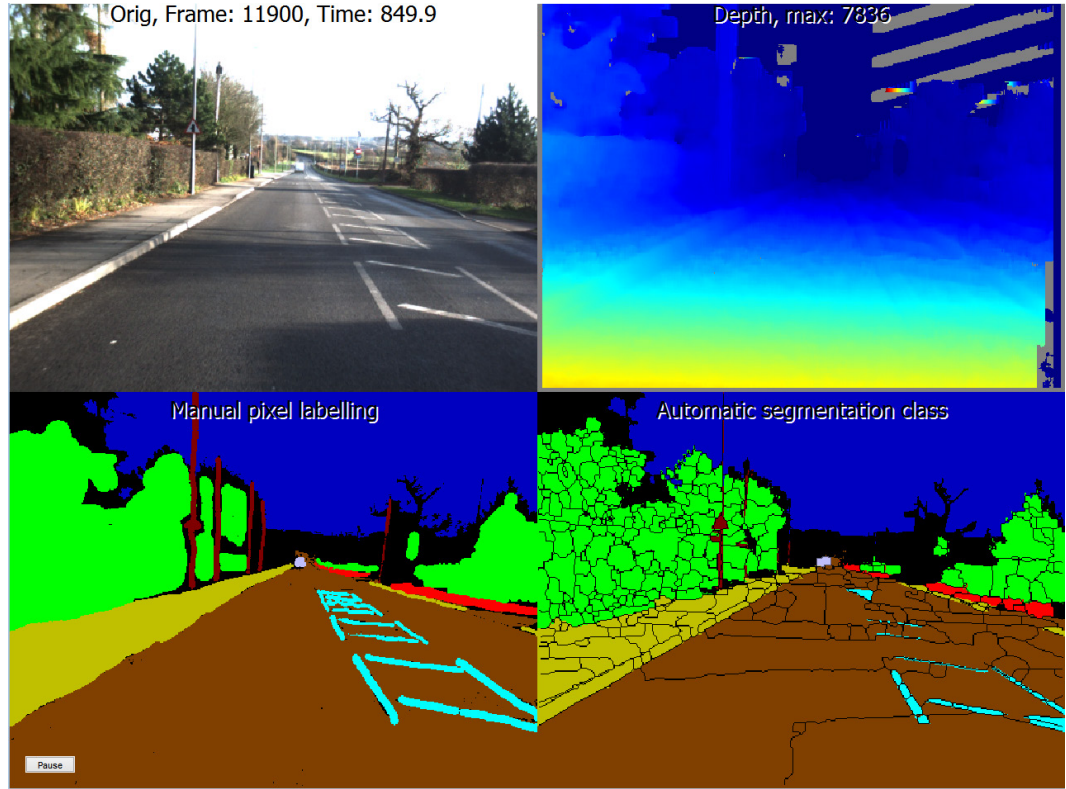 Orig, Frame: 11900, Time: 849.9
Depth, max: 7836
Manual pixel labelling
Automatic segmentation class
Pause